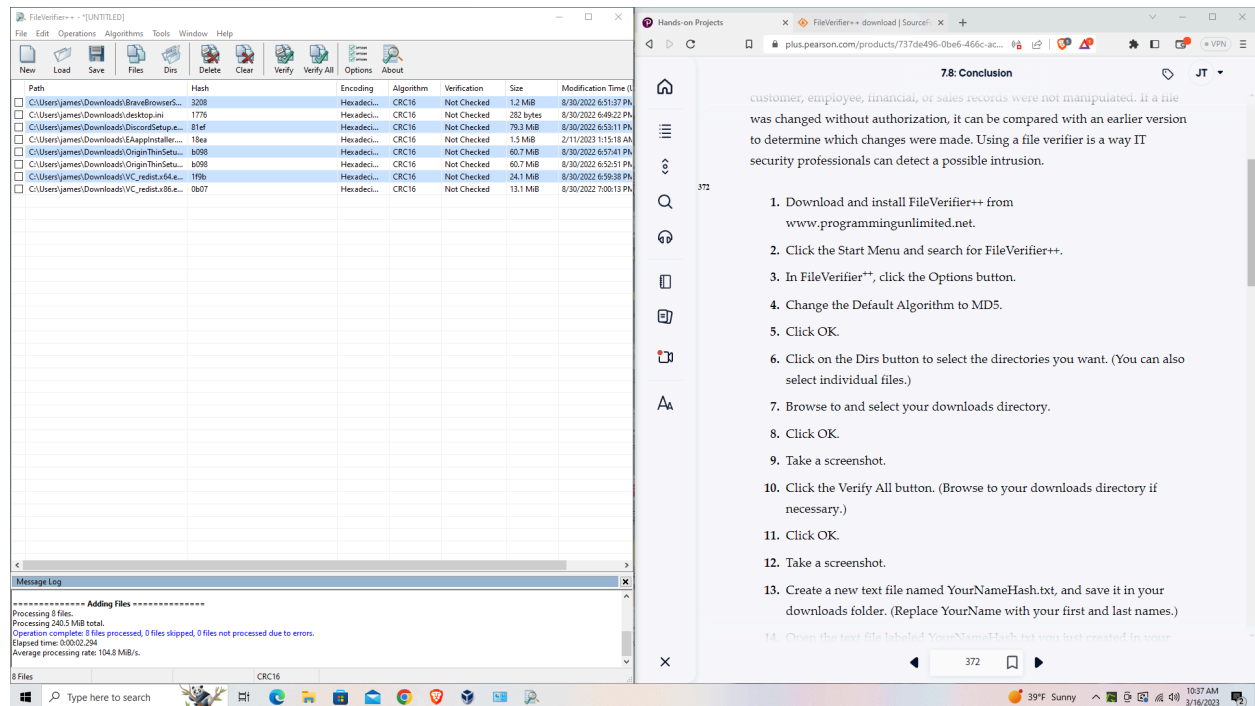 FileVerifier++ - *[UNTITLED]
File Edit Operations Algorithms Tools Window Help
New Load Save Files Dirs Delete Clear Verify Verify All Options About
Path Hash Encoding Algorithm Verification Size Modification Time (U
C:\Users\james\Downloads\BraveBrowserS... 3208 Hexadeci... CRC16 Not Checked 1.2 MiB 8/30/2022 6:51:37 PM
C:\Users\james\Downloads\desktop.ini 1776 Hexadeci... CRC16 Not Checked 282 bytes 8/30/2022 6:49:22 PM
C:\Users\james\Downloads\DiscordSetup.e... 81ef Hexadeci... CRC16 Not Checked 79.3 MiB 8/30/2022 6:53:11 PM
C:\Users\james\Downloads\EAappInstaller.... 18ea Hexadeci... CRC16 Not Checked 1.5 MiB 2/11/2023 1:15:18 AM
C:\Users\james\Downloads\OriginThinSetu... b098 Hexadeci... CRC16 Not Checked 60.7 MiB 8/30/2022 6:57:41 PM
C:\Users\james\Downloads\OriginThinSetu... b098 Hexadeci... CRC16 Not Checked 60.7 MiB 8/30/2022 6:52:51 PM
C:\Users\james\Downloads\VC_redist.x64.e... 1f9b Hexadeci... CRC16 Not Checked 24.1 MiB 8/30/2022 6:59:38 PM
C:\Users\james\Downloads\VC_redist.x86.e... 0b07 Hexadeci... CRC16 Not Checked 13.1 MiB 8/30/2022 7:00:13 PM
Message Log
============== Adding Files ==============
Processing 8 files.
Processing 240.5 MiB total.
Operation complete: 8 files processed, 0 files skipped, 0 files not processed due to errors.
Elapsed time: 0:00:02.294
Average processing rate: 104.8 MiB/s.
8 Files CRC16
Hands-on Projects
FileVerifier++ download | SourceF
plus.pearson.com/products/737de496-0be6-466c-ac...
VPN
7.8: Conclusion
JT
customer, employee, financial, or sales records were not manipulated. If a file
was changed without authorization, it can be compared with an earlier version
to determine which changes were made. Using a file verifier is a way IT
security professionals can detect a possible intrusion.
372
1. Download and install FileVerifier++ from
www.programmingunlimited.net.
2. Click the Start Menu and search for FileVerifier++.
3. In FileVerifier++, click the Options button.
4. Change the Default Algorithm to MD5.
5. Click OK.
6. Click on the Dirs button to select the directories you want. (You can also
select individual files.)
7. Browse to and select your downloads directory.
8. Click OK.
9. Take a screenshot.
10. Click the Verify All button. (Browse to your downloads directory if
necessary.)
11. Click OK.
12. Take a screenshot.
13. Create a new text file named YourNameHash.txt, and save it in your
downloads folder. (Replace YourName with your first and last names.)
14. Open the text file labeled YourNameHash.txt you just created in your
372
Type here to search
39°F Sunny
10:37 AM
3/16/2023
2